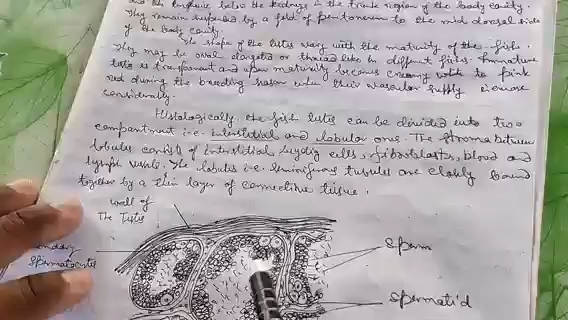 and lie lengthwise below the kidneys in the trunk region of the body cavity.
They remain suspended by a fold of peritoneum to the mid dorsal side
of the body cavity.
The shape of the testis vary with the maturity of the fish.
They may be oval elongated or thread like in different fishes. Immature
testis is transparent and upon maturity becomes creamy white to pink
red during the breeding season when their vascular supply increase
considerably.
Histologically the fish testis can be divided into two
compartment i.e. interstitial and lobular one. The stroma between
lobules consists of interstitial leydig cells, fibroblasts, blood and
lymph vessels. The lobules i.e. seminiferous tubules are closely bound
together by a thin layer of connective tissue.
wall of
The Testis
Sperm
Spermatocytes
Spermatid